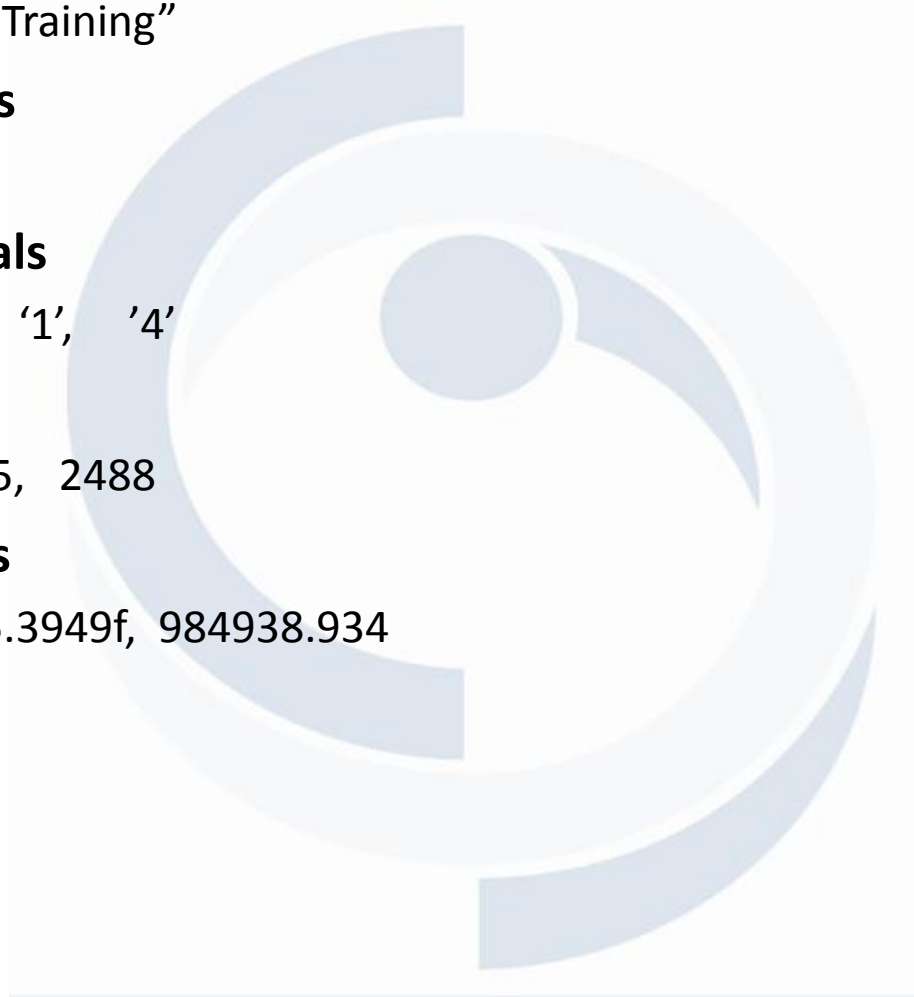 Training”
s
als
‘1’, ’4’
5, 2488
s
.3949f, 984938.934